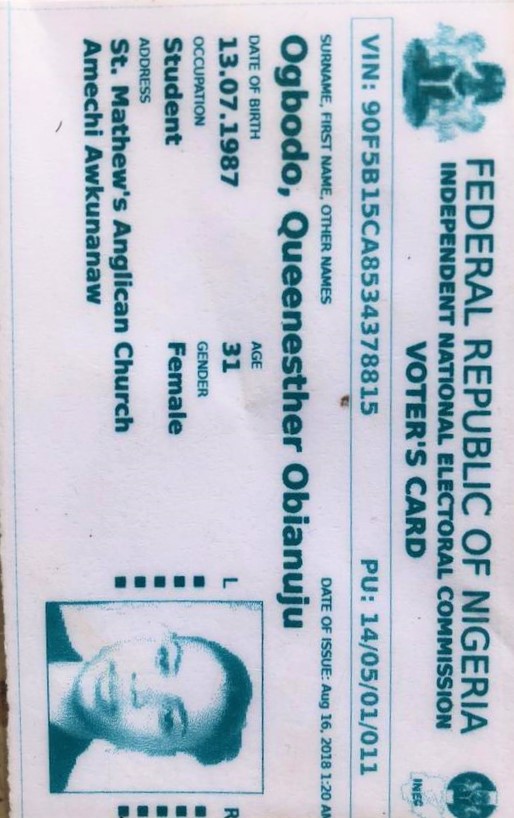 FEDERAL REPUBLIC OF NIGERIA
INDEPENDENT NATIONAL ELECTORAL COMMISSION
VOTER'S CARD
INEC
VIN: 90F5B15CA8534378815 PU: 14/05/01/011
SURNAME, FIRST NAME, OTHER NAMES DATE OF ISSUE: Aug 16, 2018 1:20 AM
Ogbodo, Queenesther Obianuju
DATE OF BIRTH AGE L R
13.07.1987 31
OCCUPATION GENDER
Student Female
ADDRESS
St. Mathew's Anglican Church
Amechi Awkunanaw